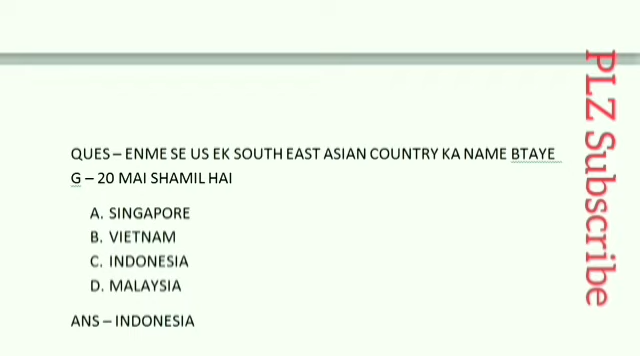 QUES – ENME SE US EK SOUTH EAST ASIAN COUNTRY KA NAME BTAYE
G – 20 MAI SHAMIL HAI
A. SINGAPORE
B. VIETNAM
C. INDONESIA
D. MALAYSIA
ANS – INDONESIA
PLZ Subscribe